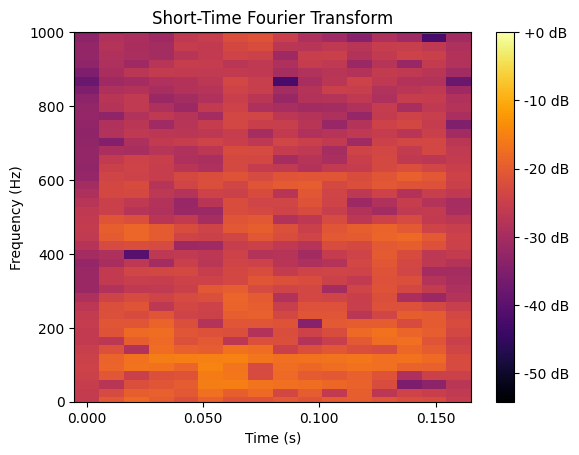 Short-Time Fourier Transform
1000
800
600
400
200
0
Frequency (Hz)
0.000
0.050
0.100
0.150
Time (s)
+0 dB
-10 dB
-20 dB
-30 dB
-40 dB
-50 dB